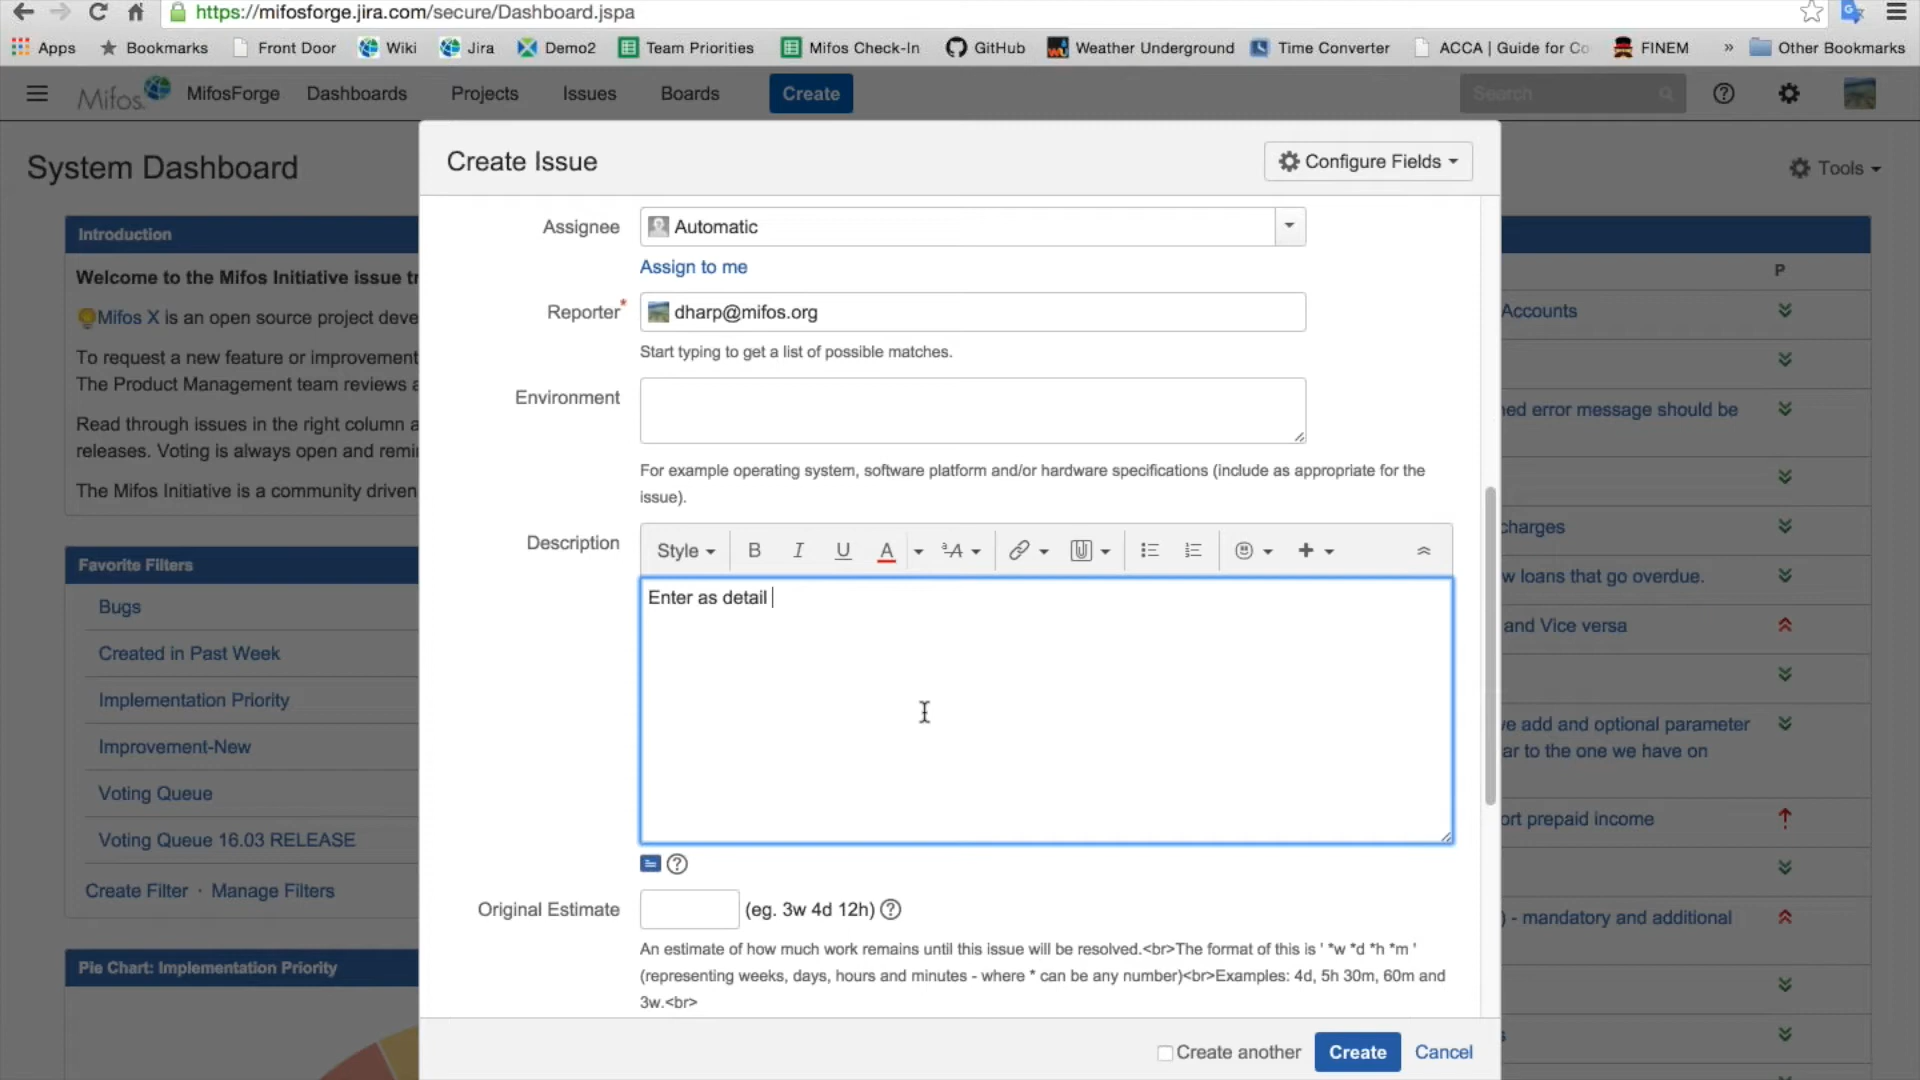 https://mifosforge.jira.com/secure/Dashboard.jspa
Apps Bookmarks Front Door Wiki Jira Demo2 Team Priorities Mifos Check-In GitHub Weather Underground Time Converter ACCA | Guide for Co FINEM » Other Bookmarks
Mifos MifosForge Dashboards Projects Issues Boards Create Search
System Dashboard
Tools
Create Issue
Configure Fields
Introduction
Welcome to the Mifos Initiative issue tr
Mifos X is an open source project deve
To request a new feature or improvement
The Product Management team reviews a
Read through issues in the right column a
releases. Voting is always open and remi
The Mifos Initiative is a community driven
Favorite Filters
Bugs
Created in Past Week
Implementation Priority
Improvement-New
Voting Queue
Voting Queue 16.03 RELEASE
Create Filter · Manage Filters
Pie Chart: Implementation Priority
Assignee
Automatic
Assign to me
Reporter*
dharp@mifos.org
Start typing to get a list of possible matches.
Environment
For example operating system, software platform and/or hardware specifications (include as appropriate for the
issue).
Description
Style B I U A ªA
Enter as detail
Original Estimate
(eg. 3w 4d 12h)
An estimate of how much work remains until this issue will be resolved.<br>The format of this is ' *w *d *h *m '
(representing weeks, days, hours and minutes - where * can be any number)<br>Examples: 4d, 5h 30m, 60m and
3w.<br>
Create another Create Cancel
P
Accounts
ned error message should be
charges
w loans that go overdue.
and Vice versa
ve add and optional parameter
ar to the one we have on
ort prepaid income
) - mandatory and additional